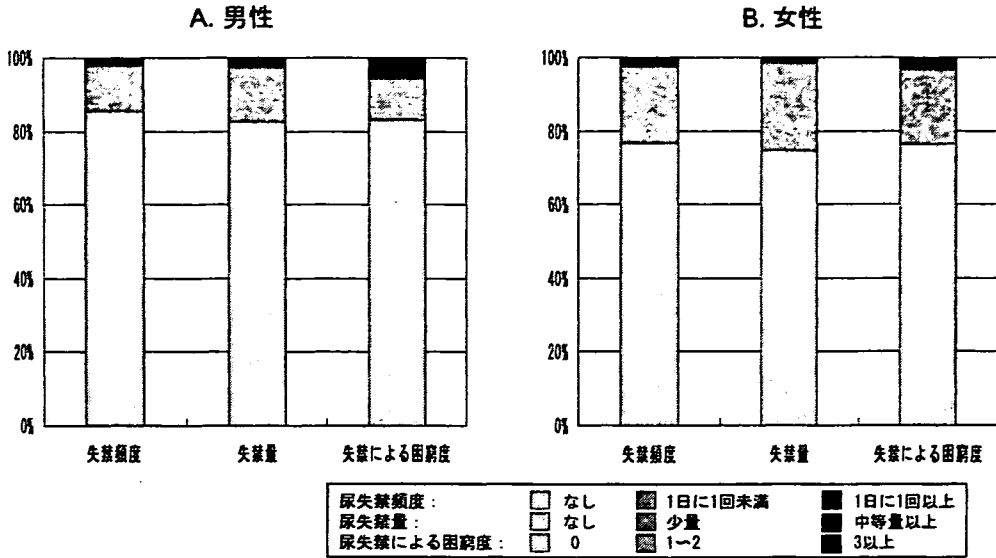 A. 男性
100%
80%
60%
40%
20%
0%
失禁頻度 失禁量 失禁による困窮度
B. 女性
100%
80%
60%
40%
20%
0%
失禁頻度 失禁量 失禁による困窮度
尿失禁頻度： なし 1日に1回未満 1日に1回以上
尿失禁量： なし 少量 中等量以上
尿失禁による困窮度： 0 1〜2 3以上